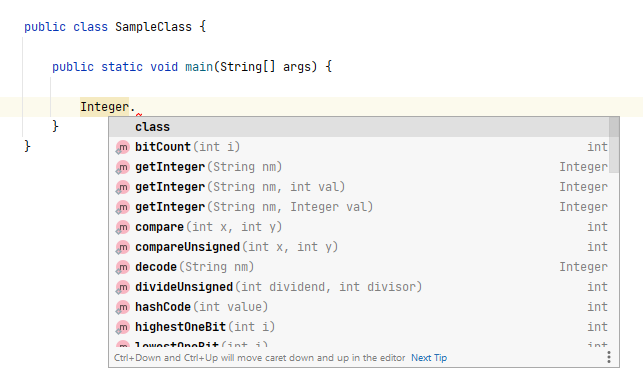 public class SampleClass {
public static void main(String[] args) {
Integer.
}
}
class
m bitCount(int i) int
m getInteger(String nm) Integer
m getInteger(String nm, int val) Integer
m getInteger(String nm, Integer val) Integer
m compare(int x, int y) int
m compareUnsigned(int x, int y) int
m decode(String nm) Integer
m divideUnsigned(int dividend, int divisor) int
m hashCode(int value) int
m highestOneBit(int i) int
m lowestOneBit(int i) int
Ctrl+Down and Ctrl+Up will move caret down and up in the editor Next Tip